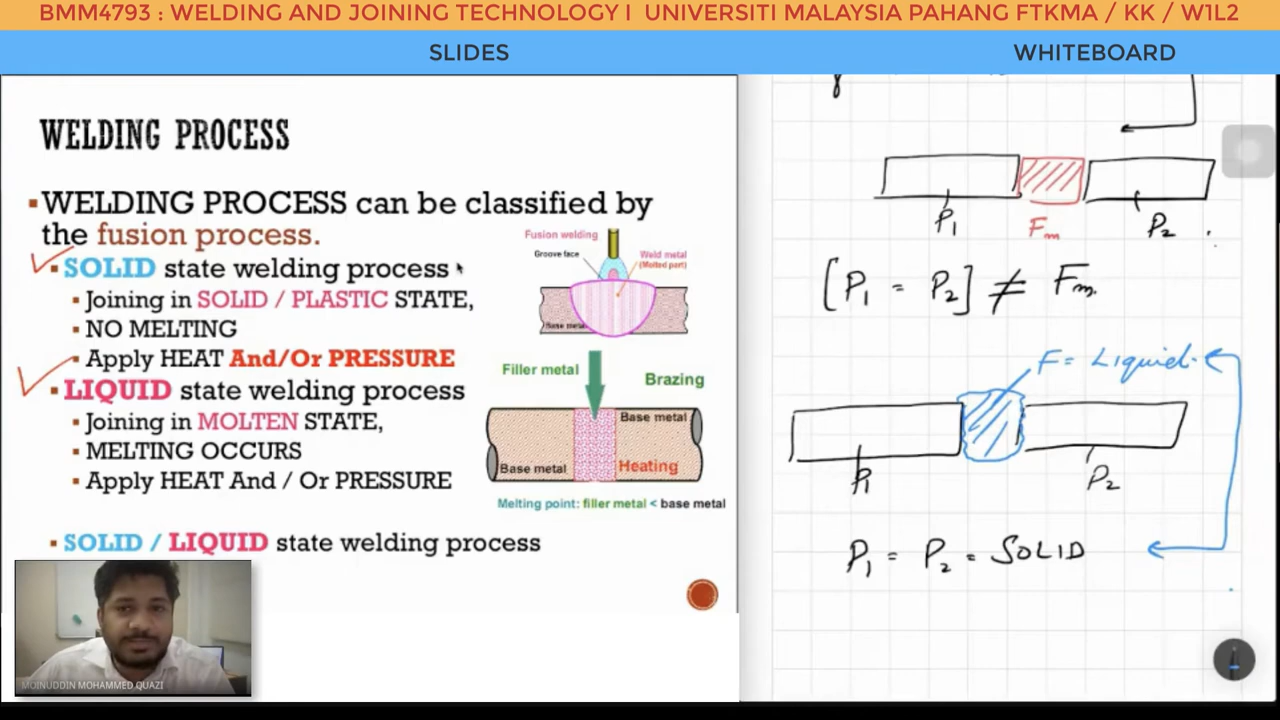 BMM4793 : WELDING AND JOINING TECHNOLOGY I UNIVERSITI MALAYSIA PAHANG FTKMA / KK / W1L2
SLIDES
WHITEBOARD
WELDING PROCESS
▪WELDING PROCESS can be classified by
the fusion process.
▪ SOLID state welding process
▪ Joining in SOLID / PLASTIC STATE,
▪ NO MELTING
▪ Apply HEAT And/Or PRESSURE
▪ LIQUID state welding process
▪ Joining in MOLTEN STATE,
▪ MELTING OCCURS
▪ Apply HEAT And / Or PRESSURE
▪ SOLID / LIQUID state welding process
Fusion welding
Groove face
Weld metal
(Molted part)
Base metal
Filler metal
Brazing
Base metal
Base metal
Heating
Melting point: filler metal < base metal
MOINUDDIN MOHAMMED QUAZI
P1
Fm
P2
[P1 = P2] ≠ Fm.
F = Liquid.
P1
P2
P1 = P2 = SOLID